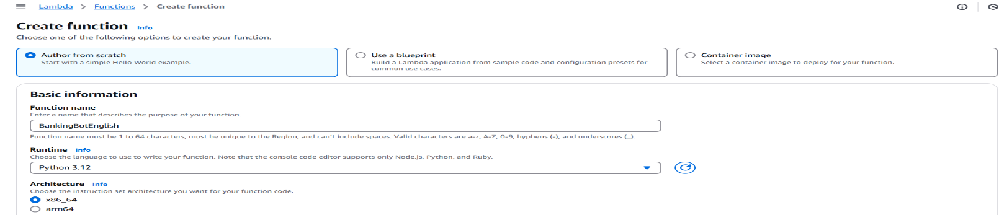 Lambda > Functions > Create function
Create function Info
Choose one of the following options to create your function.
Author from scratch
Start with a simple Hello World example.
Use a blueprint
Build a Lambda application from sample code and configuration presets for
common use cases.
Container image
Select a container image to deploy for your function.
Basic information
Function name
Enter a name that describes the purpose of your function.
BankingBotEnglish
Function name must be 1 to 64 characters, must be unique to the Region, and can't include spaces. Valid characters are a-z, A-Z, 0-9, hyphens (-), and underscores (_).
Runtime Info
Choose the language to use to write your function. Note that the console code editor supports only Node.js, Python, and Ruby.
Python 3.12
Architecture Info
Choose the instruction set architecture you want for your function code.
x86_64
arm64